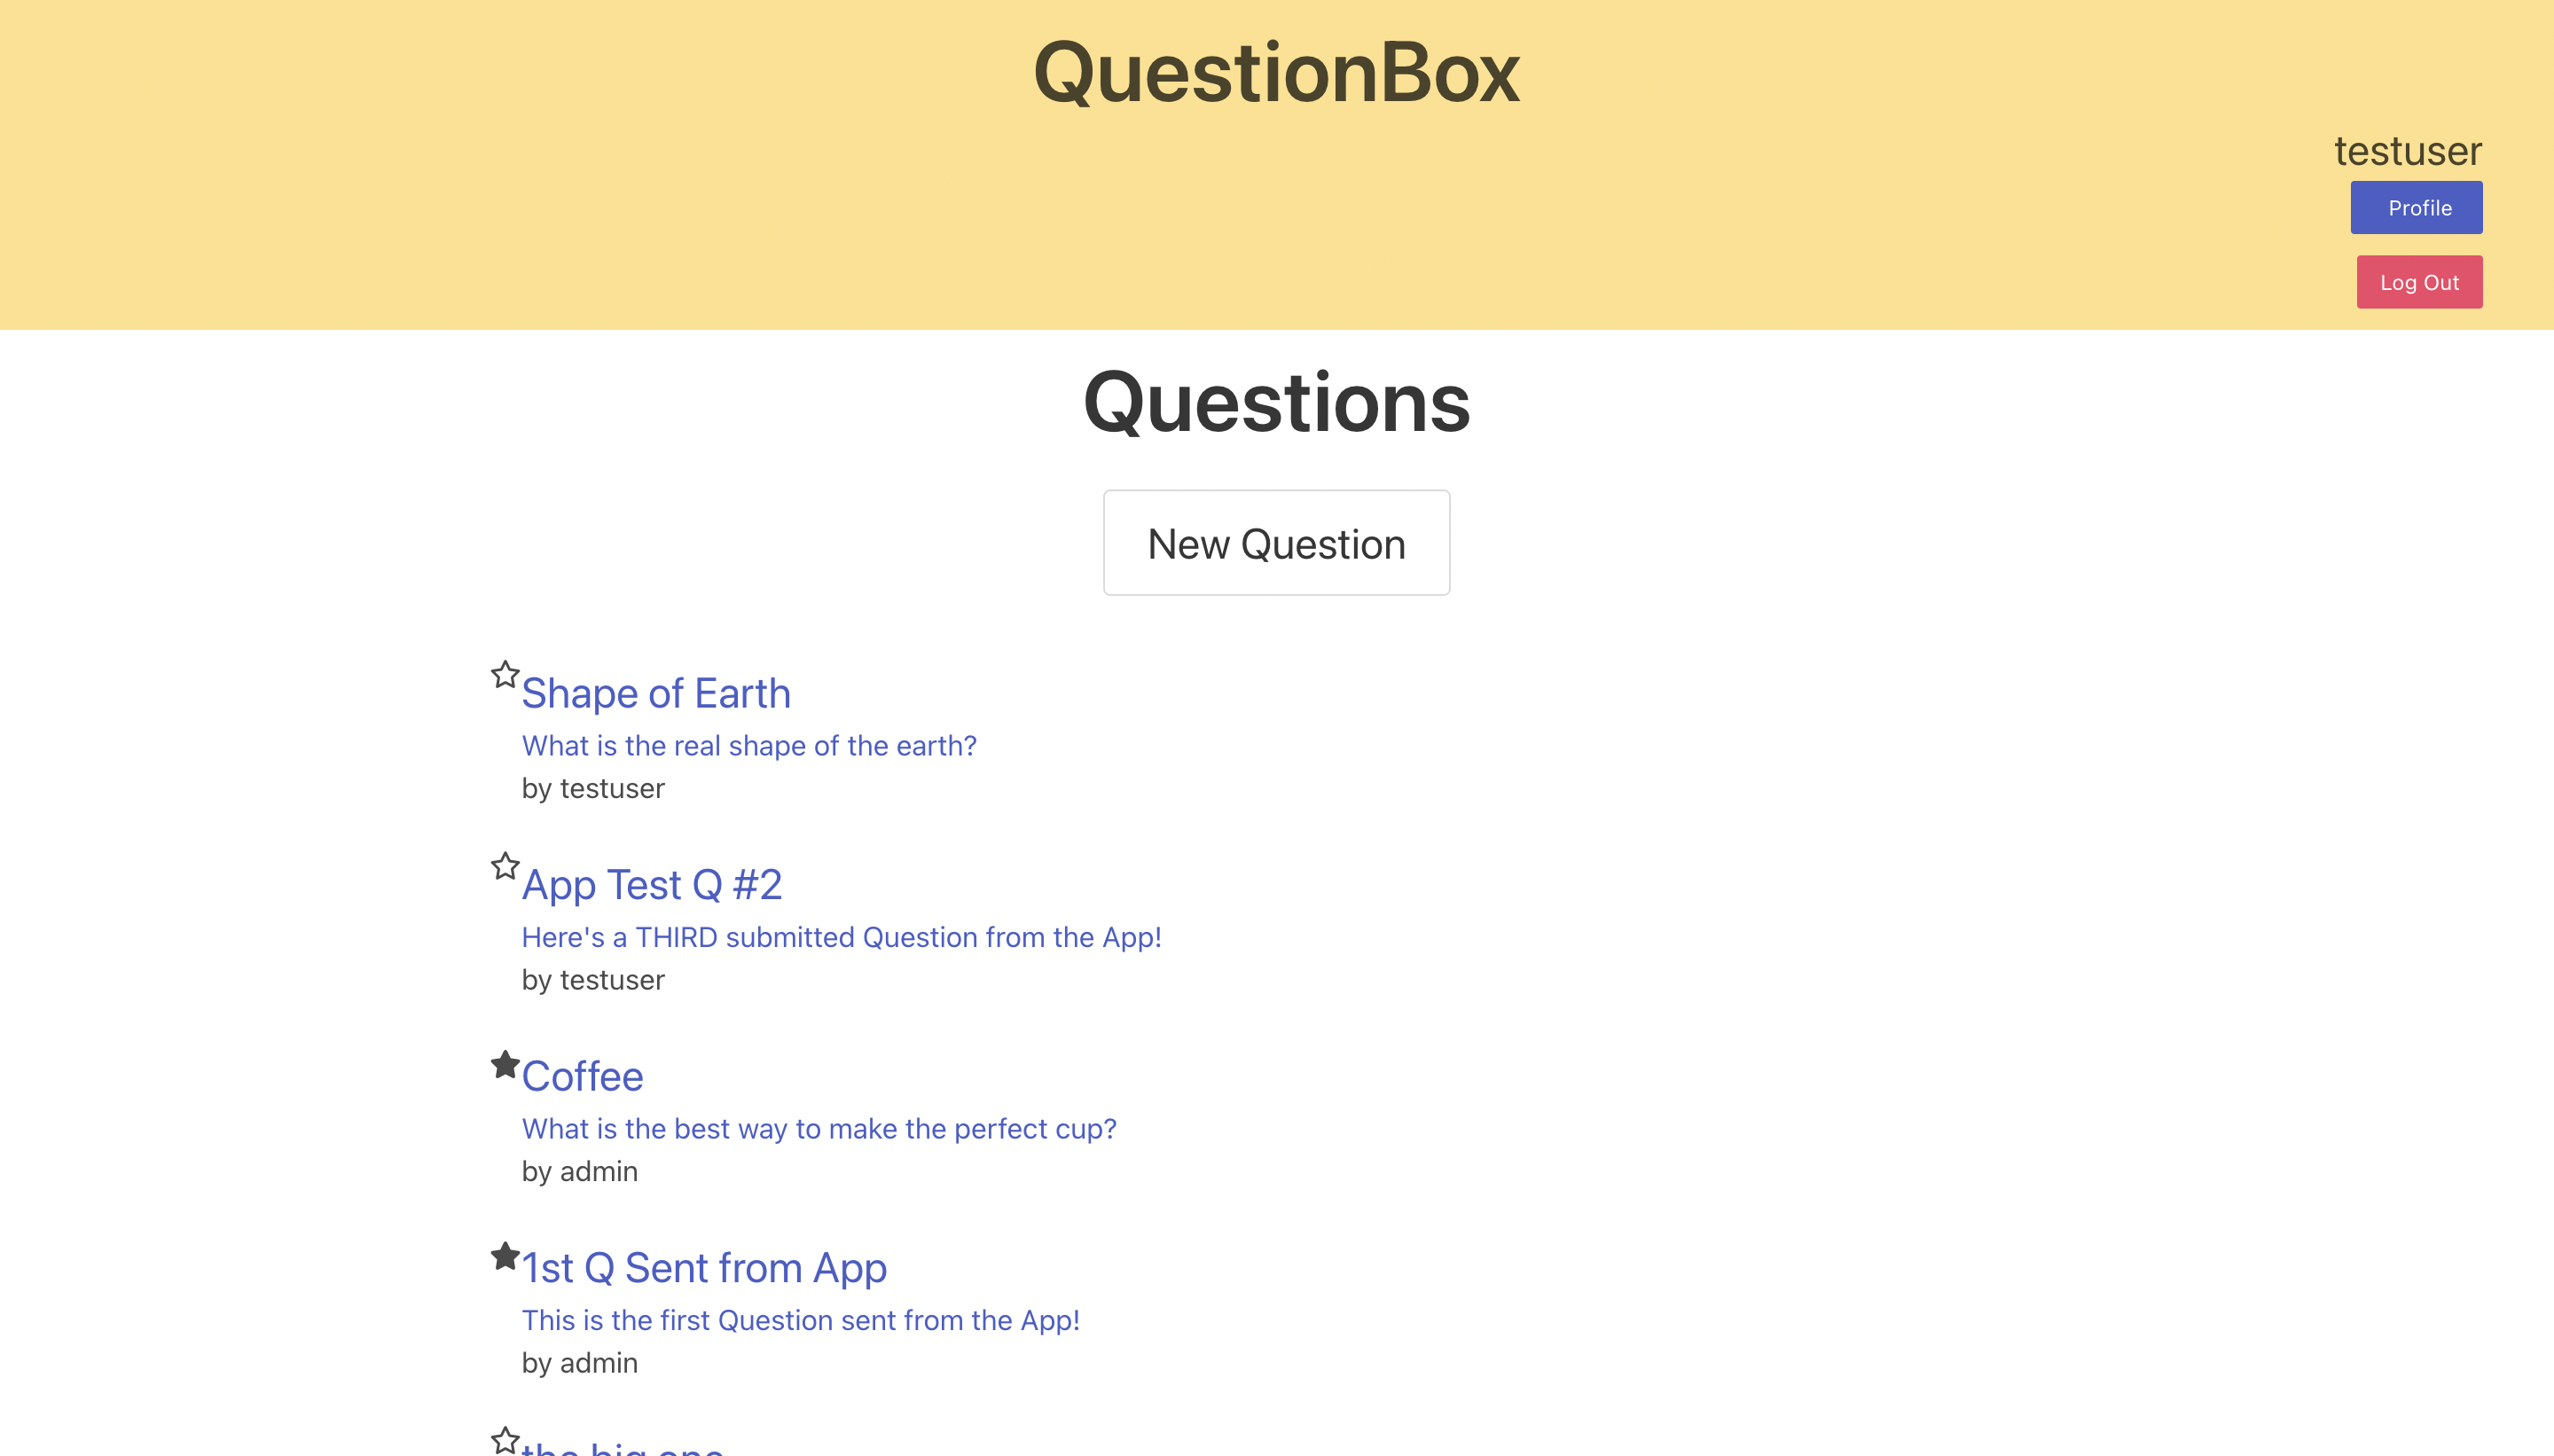 QuestionBox
testuser
Profile
Log Out
Questions
New Question
Shape of Earth
What is the real shape of the earth?
by testuser
App Test Q #2
Here's a THIRD submitted Question from the App!
by testuser
Coffee
What is the best way to make the perfect cup?
by admin
1st Q Sent from App
This is the first Question sent from the App!
by admin
the big one